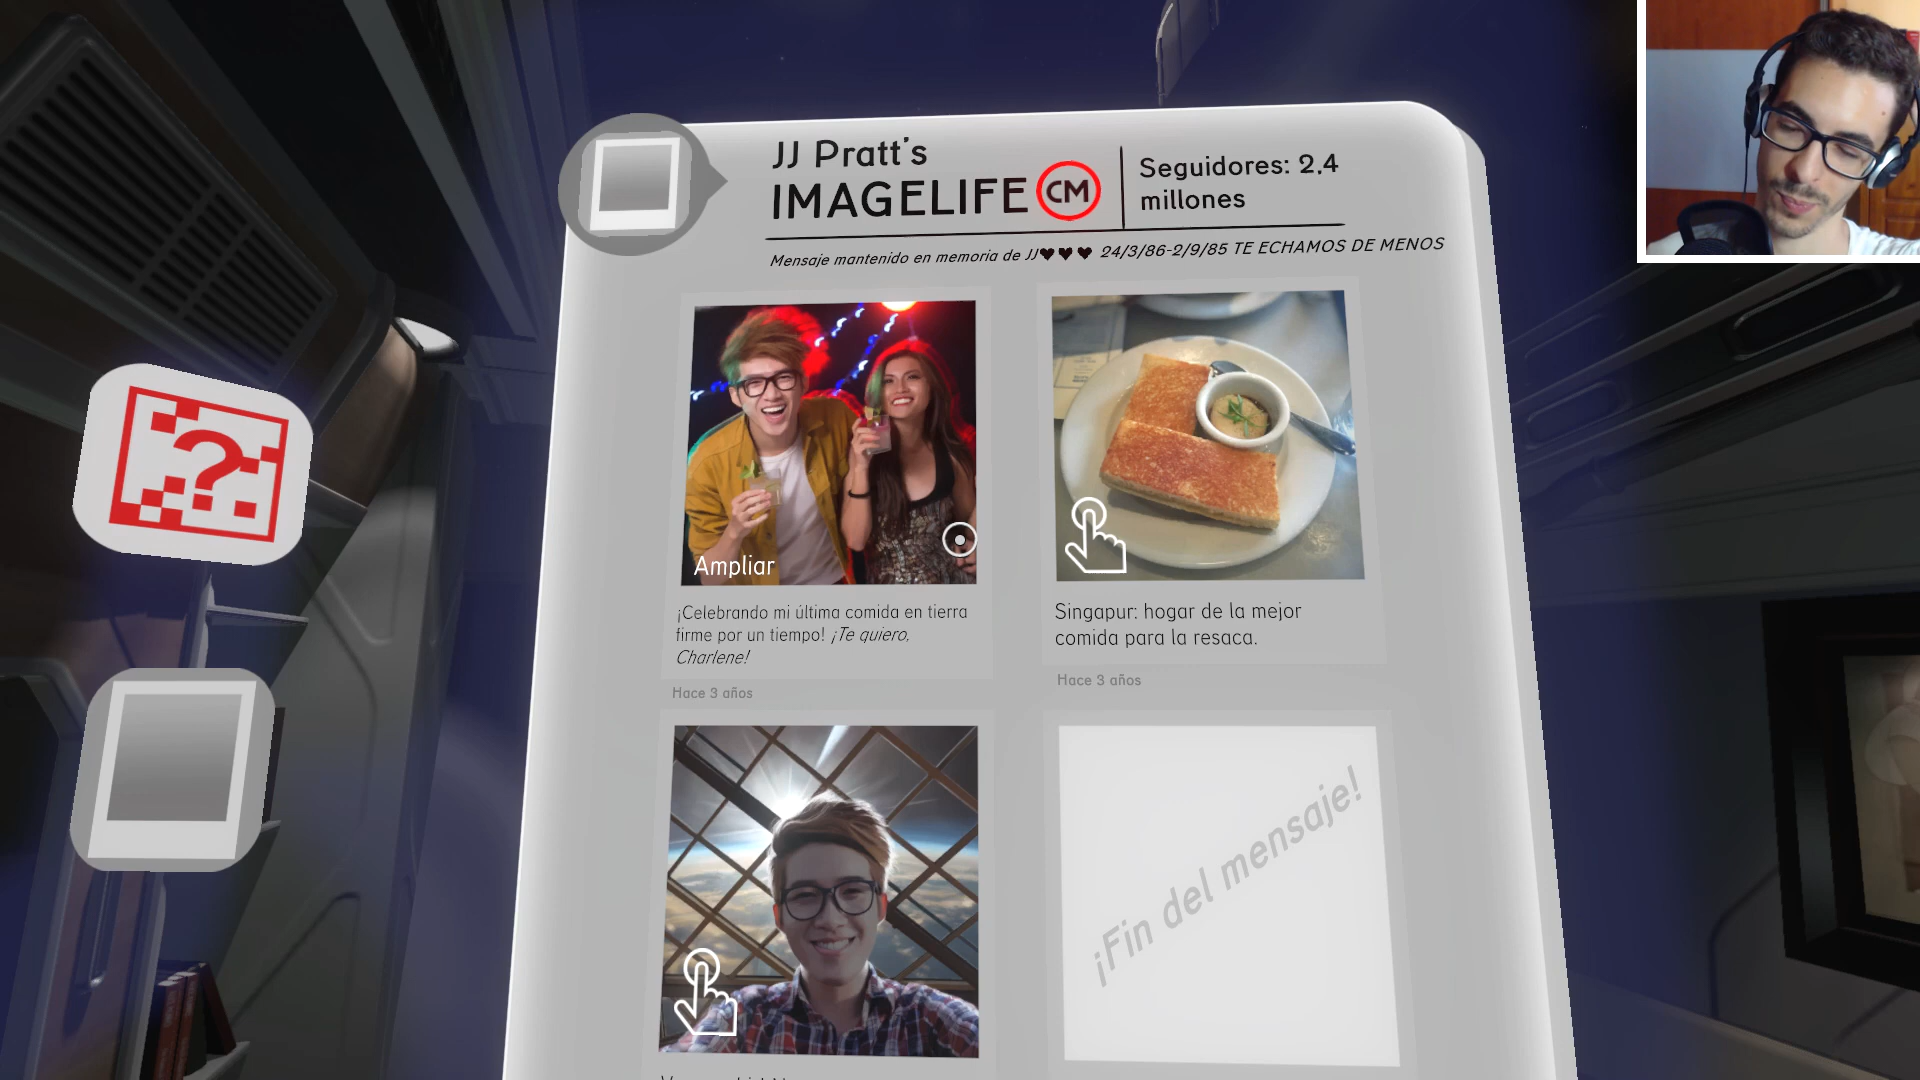 JJ Pratt's
IMAGELIFE CM
Seguidores: 2.4
millones
Mensaje mantenido en memoria de JJ♥♥♥ 24/3/86-2/9/85 TE ECHAMOS DE MENOS
Ampliar
¡Celebrando mi última comida en tierra
firme por un tiempo! ¡Te quiero,
Charlene!
Hace 3 años
Singapur: hogar de la mejor
comida para la resaca.
Hace 3 años
¡Fin del mensaje!
?